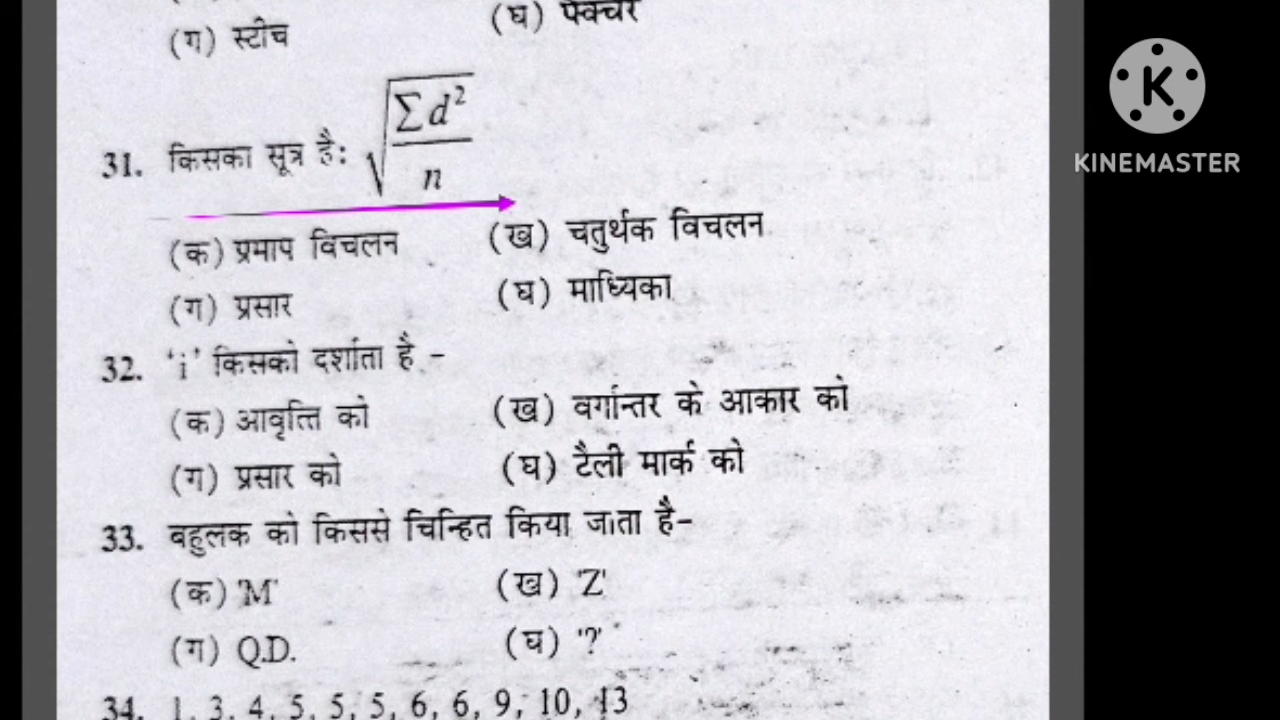 (ग) स्टीच (घ) फ्रैक्चर
31. किसका सूत्र है: √Σd²/n
(क) प्रमाप विचलन (ख) चतुर्थक विचलन
(ग) प्रसार (घ) माध्यिका
32. 'i' किसको दर्शाता है -
(क) आवृत्ति को (ख) वर्गान्तर के आकार को
(ग) प्रसार को (घ) टैली मार्क को
33. बहुलक को किससे चिन्हित किया जाता है-
(क) 'M' (ख) 'Z'
(ग) Q.D. (घ) '?'
34. 1, 3, 4, 5, 5, 5, 6, 6, 9, 10, 13
KINEMASTER